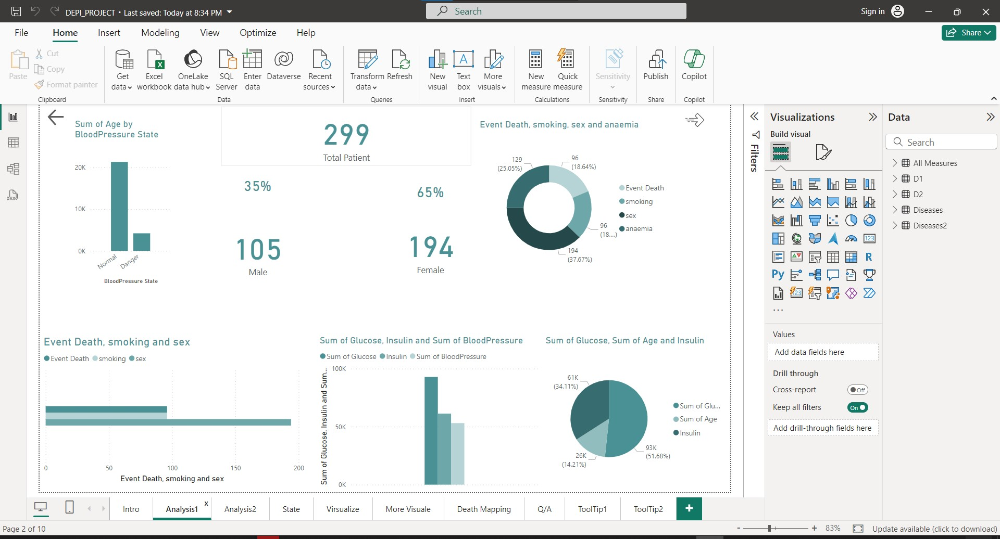 DEPI_PROJECT • Last saved: Today at 8:34 PM
Search
Sign in
File Home Insert Modeling View Optimize Help
Share
Paste
Cut
Copy
Format painter
Clipboard
Get data
Excel workbook
OneLake data hub
SQL Server
Enter data
Dataverse
Recent sources
Data
Transform data
Refresh
Queries
New visual
Text box
More visuals
Insert
New measure
Quick measure
Calculations
Sensitivity
Sensitivity
Publish
Share
Copilot
Copilot
Sum of Age by
BloodPressure State
20K
10K
0K
Normal
Danger
BloodPressure State
299
Total Patient
35%
65%
105
Male
194
Female
Event Death, smoking, sex and anaemia
129
(25.05%)
96
(18.64%)
96
(18....)
194
(37.67%)
Event Death
smoking
sex
anaemia
Event Death, smoking and sex
Event Death smoking sex
0 50 100 150 200
Event Death, smoking and sex
Sum of Glucose, Insulin and Sum of BloodPressure
Sum of Glucose Insulin Sum of BloodPressure
Sum of Glucose, Insulin and Sum...
100K
50K
0K
Sum of Glucose, Sum of Age and Insulin
61K
(34.11%)
26K
(14.21%)
93K
(51.68%)
Sum of Glu...
Sum of Age
Insulin
Filters
Visualizations
Build visual
123
R
Py
123
...
Values
Add data fields here
Drill through
Cross-report
Off
Keep all filters
On
Add drill-through fields here
Data
Search
All Measures
D1
D2
Diseases
Diseases2
DAX
Intro
Analysis1 x
Analysis2
State
Virsualize
More Visuale
Death Mapping
Q/A
ToolTip1
ToolTip2
+
Page 2 of 10
- + 83%
Update available (click to download)